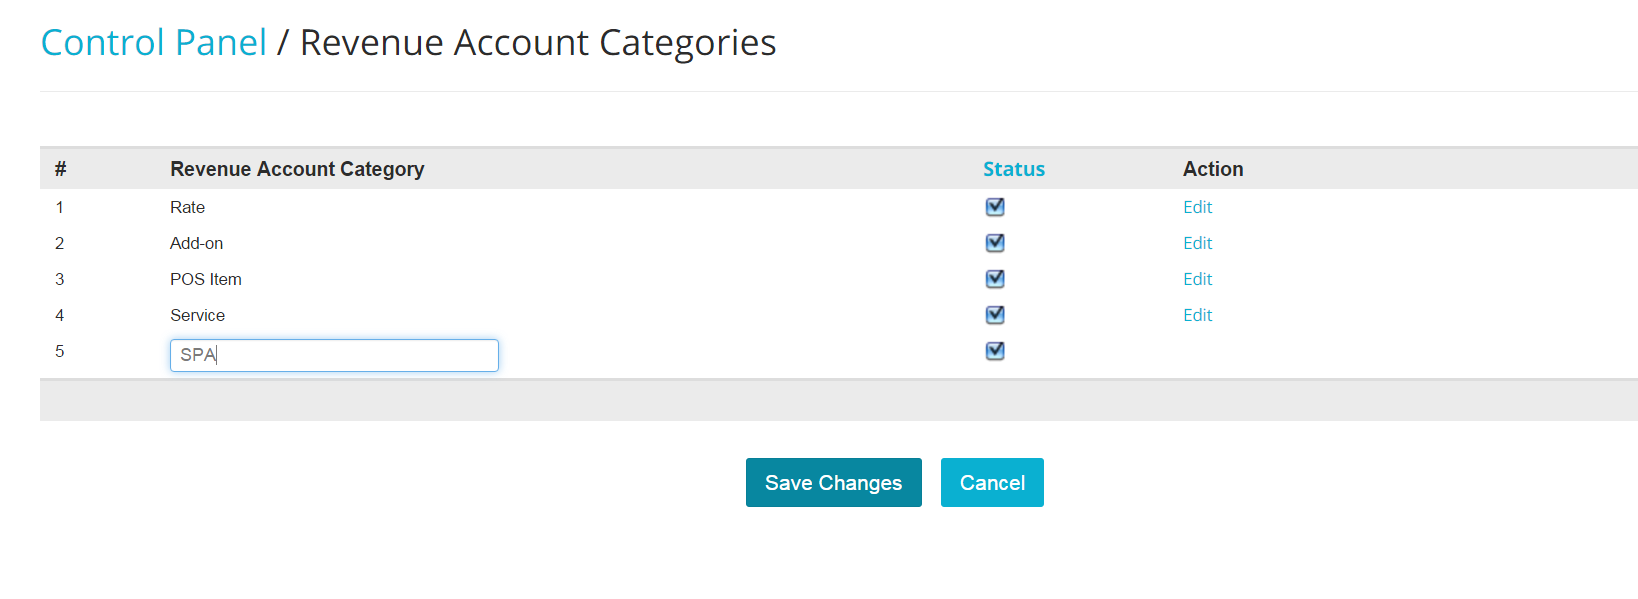 Control Panel / Revenue Account Categories
# Revenue Account Category Status Action
1 Rate Edit
2 Add-on Edit
3 POS Item Edit
4 Service Edit
5 SPA
Save Changes Cancel